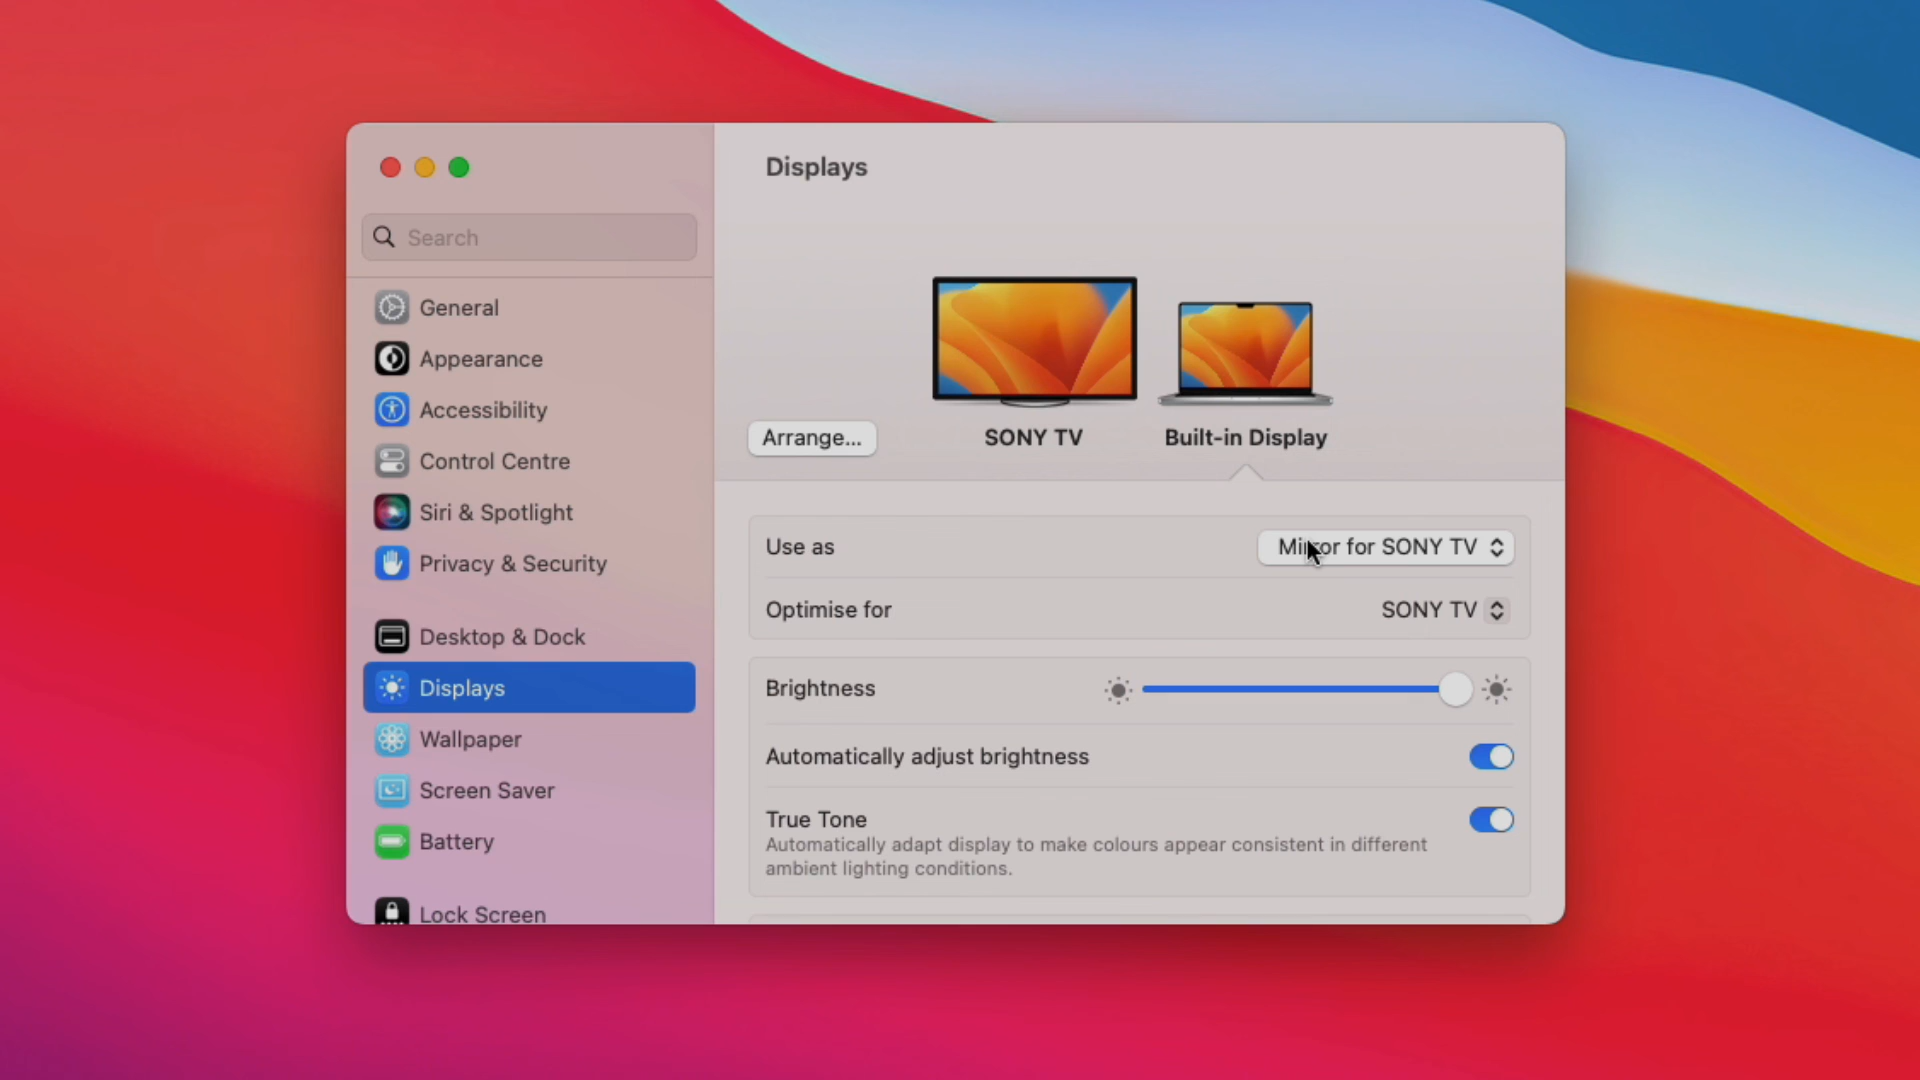 Displays
Search
General
Appearance
Accessibility
Control Centre
Siri & Spotlight
Privacy & Security
Desktop & Dock
Displays
Wallpaper
Screen Saver
Battery
Lock Screen
Arrange...
SONY TV
Built-in Display
Use as
Mirror for SONY TV
Optimise for
SONY TV
Brightness
Automatically adjust brightness
True Tone
Automatically adapt display to make colours appear consistent in different
ambient lighting conditions.